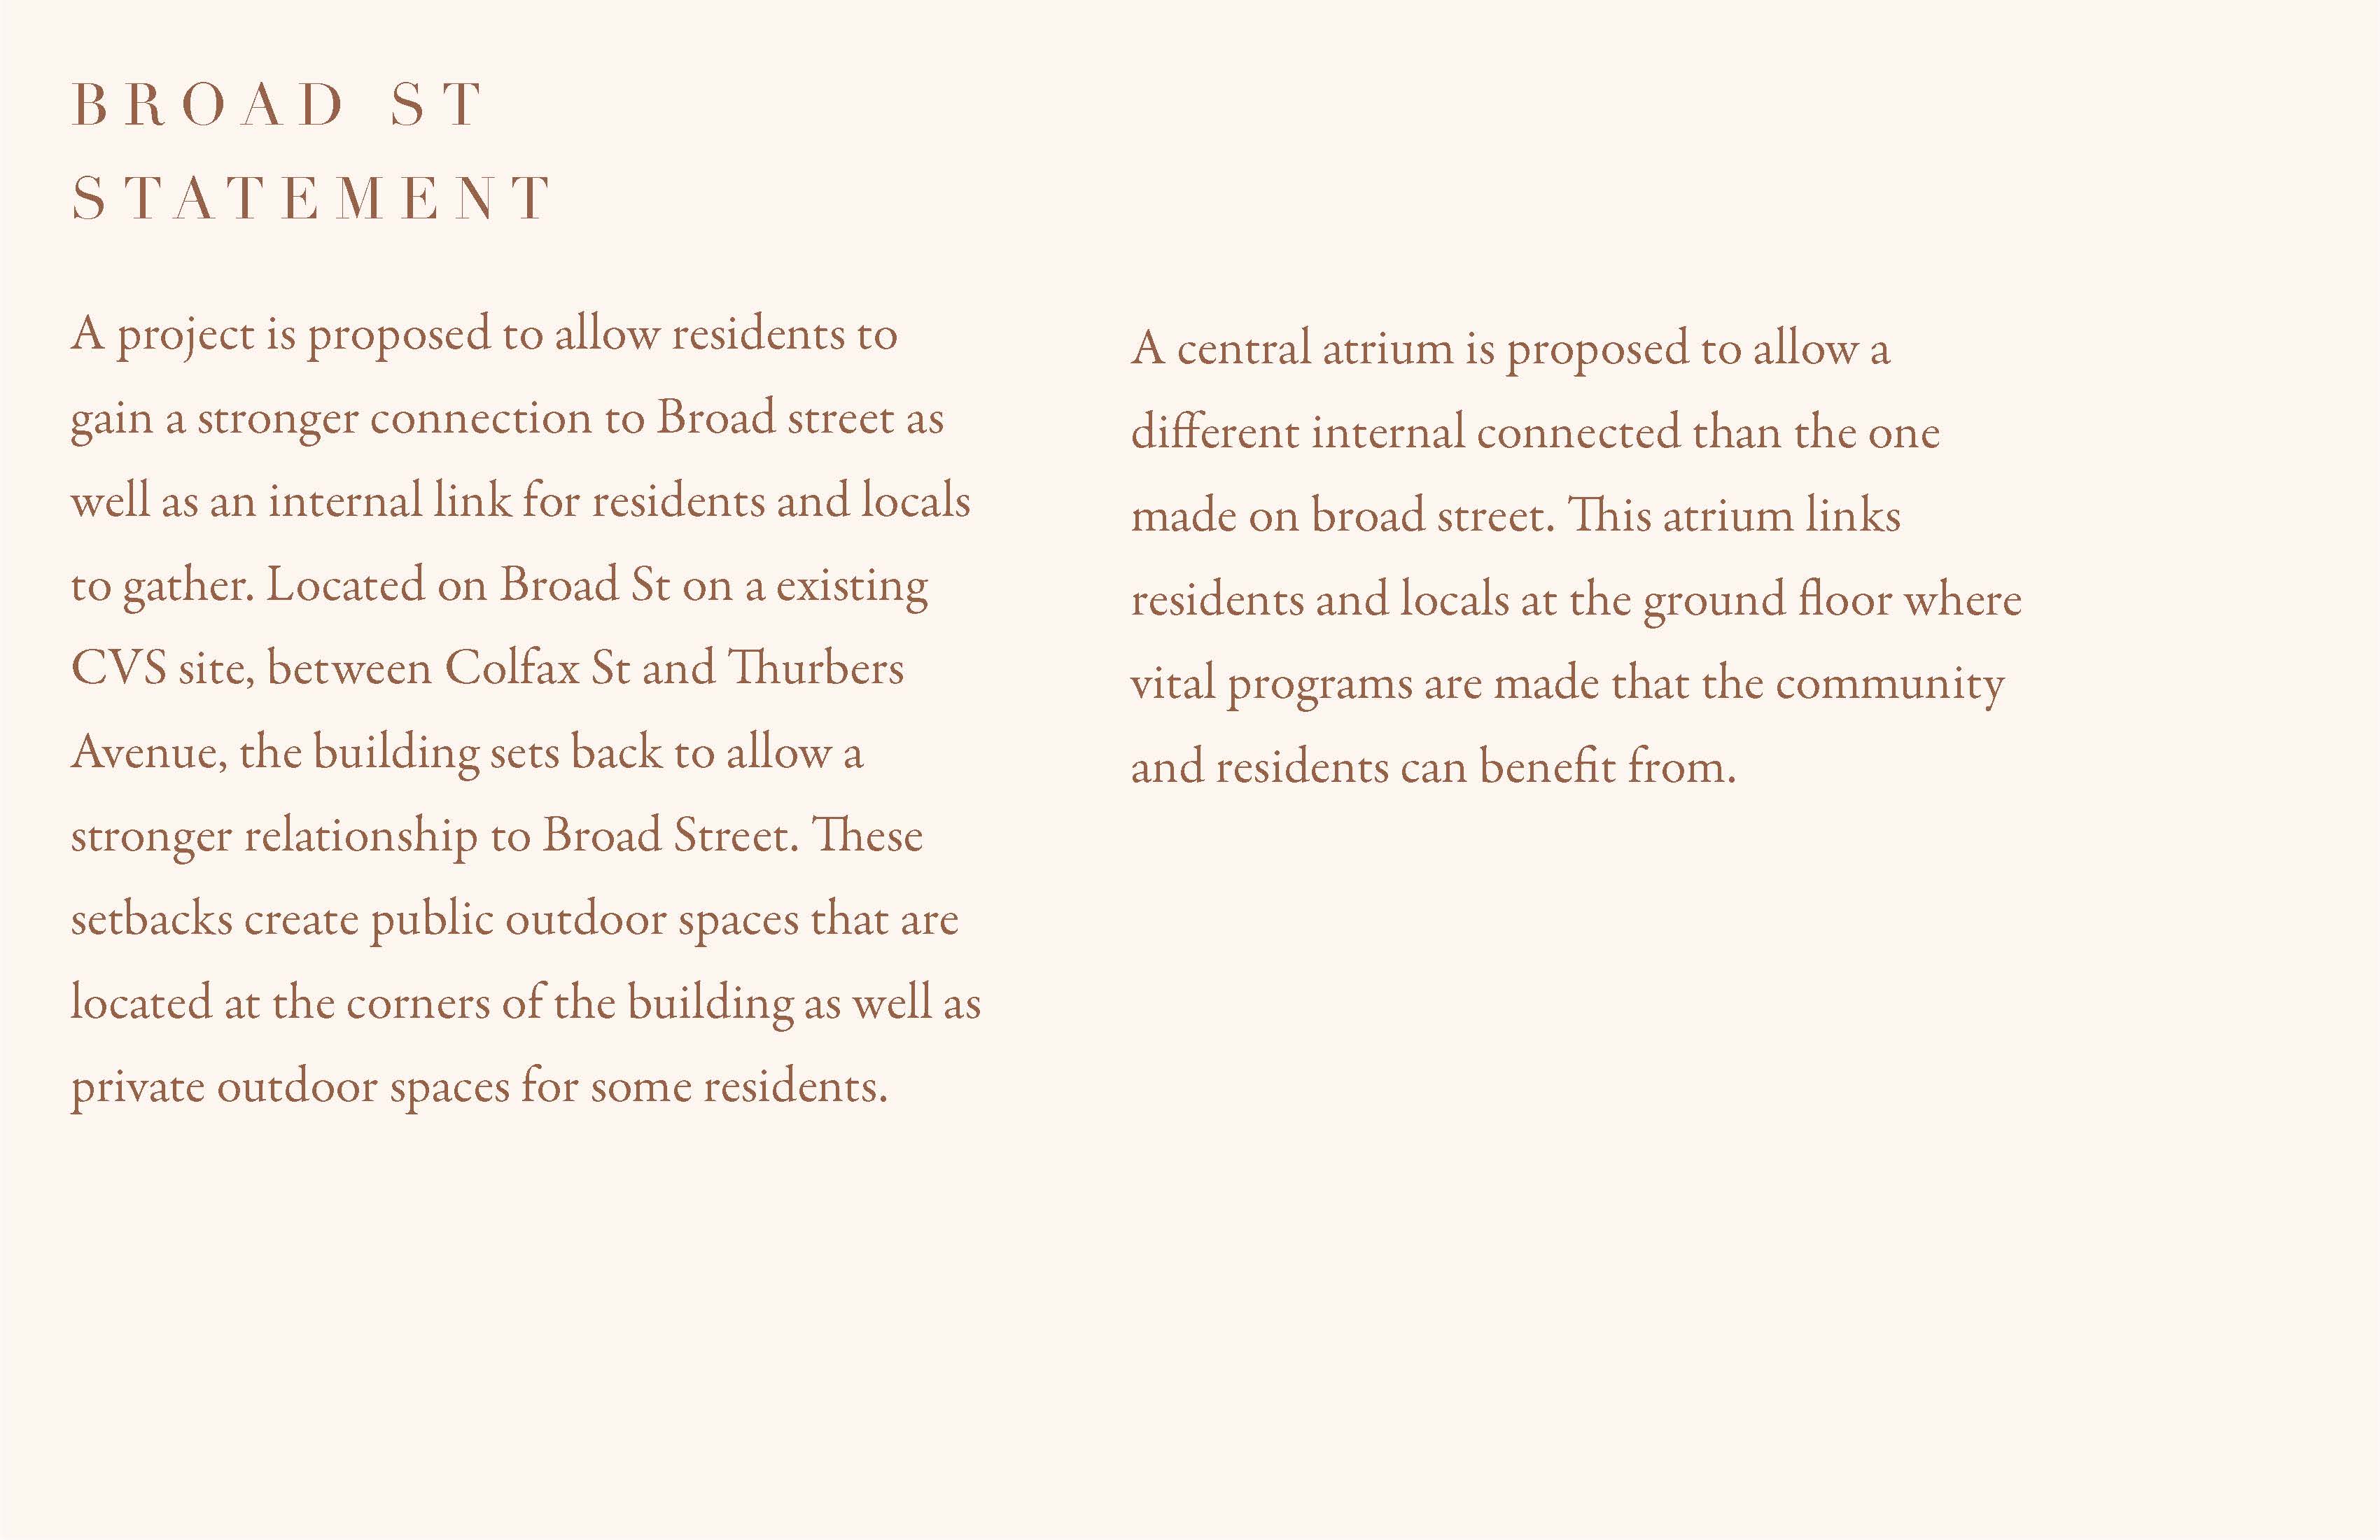 BROAD ST
STATEMENT
A project is proposed to allow residents to
gain a stronger connection to Broad street as
well as an internal link for residents and locals
to gather. Located on Broad St on a existing
CVS site, between Colfax St and Thurbers
Avenue, the building sets back to allow a
stronger relationship to Broad Street. These
setbacks create public outdoor spaces that are
located at the corners of the building as well as
private outdoor spaces for some residents.
A central atrium is proposed to allow a
different internal connected than the one
made on broad street. This atrium links
residents and locals at the ground floor where
vital programs are made that the community
and residents can benefit from.